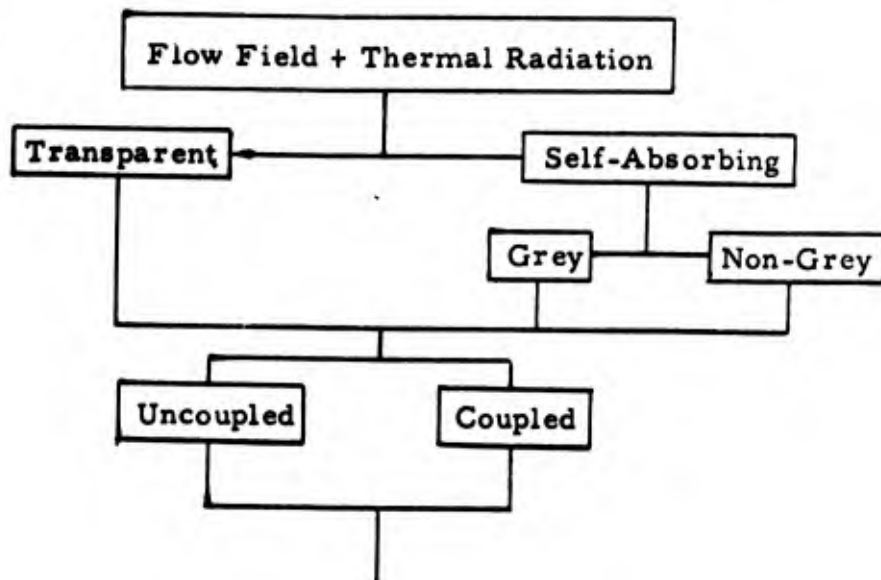 Flow Field + Thermal Radiation
Transparent
Self-Absorbing
Grey
Non-Grey
Uncoupled
Coupled